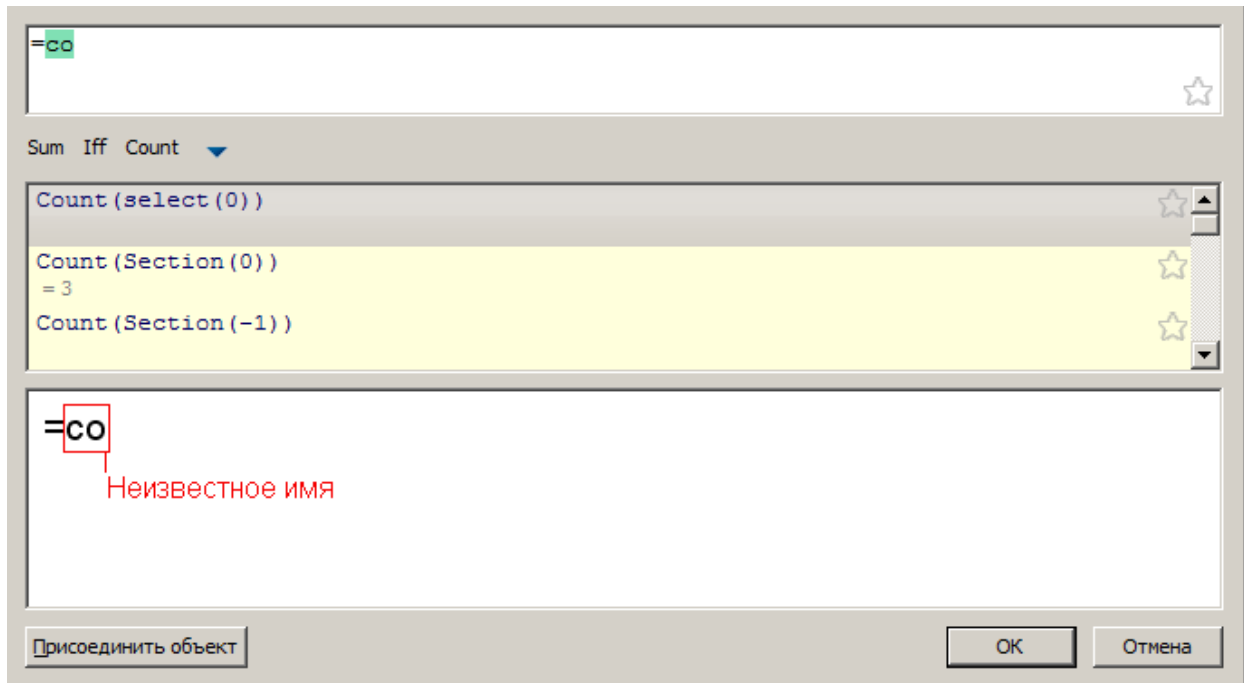 =co
Sum Iff Count
Count(select(0))
Count(Section(0))
= 3
Count(Section(-1))
=co
Неизвестное имя
Присоединить объект
OK
Отмена